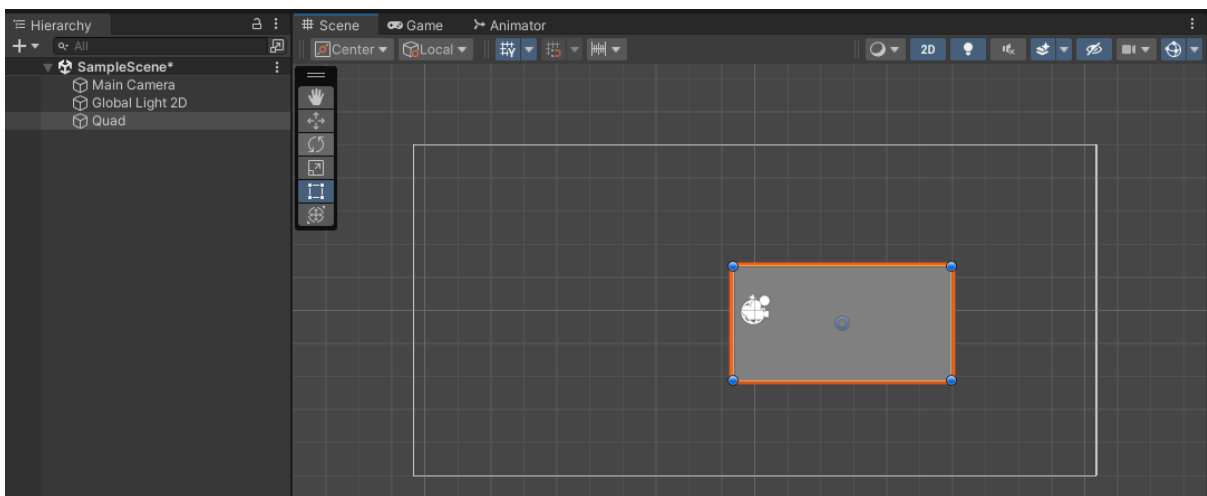 Hierarchy
All
SampleScene*
Main Camera
Global Light 2D
Quad
Scene Game Animator
Center Local 2D